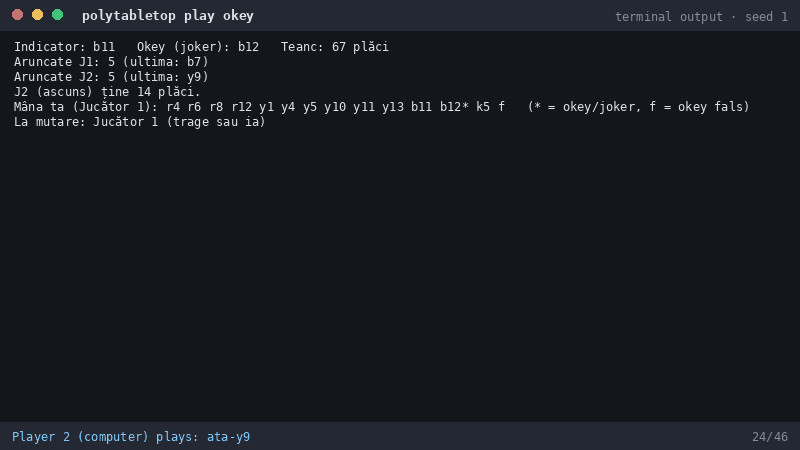 polytabletop play okey
terminal output · seed 1
Indicator: b11   Okey (joker): b12   Teanc: 67 plăci
Aruncate J1: 5 (ultima: b7)
Aruncate J2: 5 (ultima: y9)
J2 (ascuns) ține 14 plăci.
Mâna ta (Jucător 1): r4 r6 r8 r12 y1 y4 y5 y10 y11 y13 b11 b12* k5 f   (* = okey/joker, f = okey fals)
La mutare: Jucător 1 (trage sau ia)
Player 2 (computer) plays: ata-y9
24/46